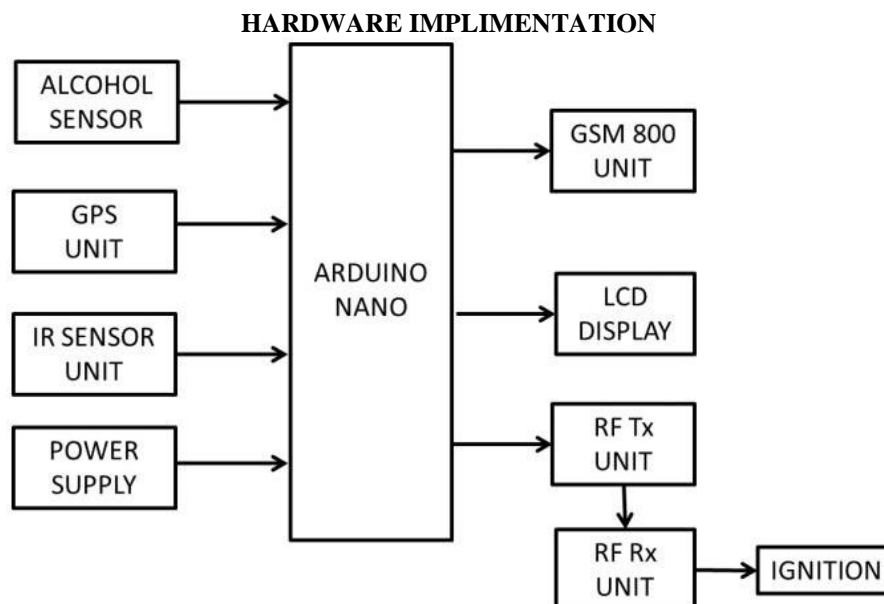 HARDWARE IMPLIMENTATION
ALCOHOL
SENSOR
GPS
UNIT
IR SENSOR
UNIT
POWER
SUPPLY
ARDUINO
NANO
GSM 800
UNIT
LCD
DISPLAY
RF Tx
UNIT
RF Rx
UNIT
IGNITION